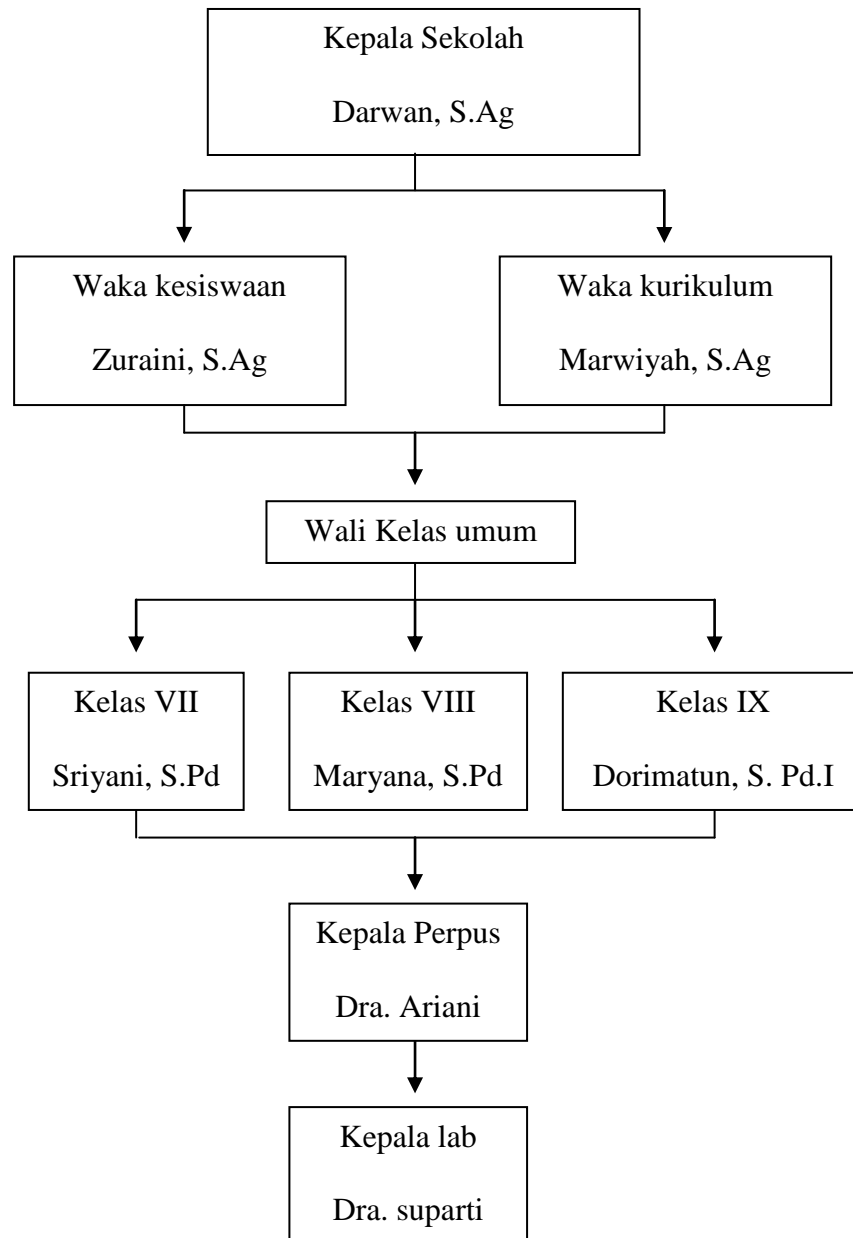 Kepala Sekolah
Darwan, S.Ag
Waka kesiswaan
Zuraini, S.Ag
Waka kurikulum
Marwiyah, S.Ag
Wali Kelas umum
Kelas VII
Sriyani, S.Pd
Kelas VIII
Maryana, S.Pd
Kelas IX
Dorimatun, S. Pd.I
Kepala Perpus
Dra. Ariani
Kepala lab
Dra. suparti